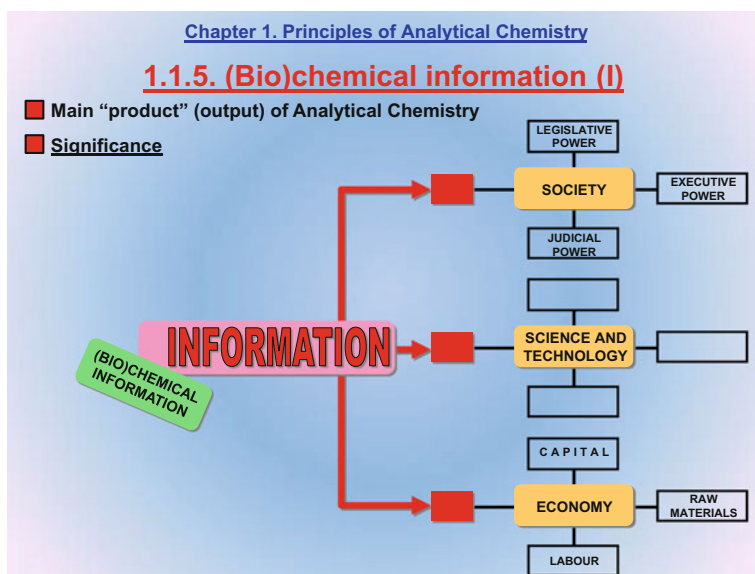 Chapter 1. Principles of Analytical Chemistry
1.1.5. (Bio)chemical information (I)
Main “product” (output) of Analytical Chemistry
Significance
LEGISLATIVE
POWER
SOCIETY
EXECUTIVE
POWER
JUDICIAL
POWER
INFORMATION
(BIO)CHEMICAL
INFORMATION
SCIENCE AND
TECHNOLOGY
C A P I T A L
ECONOMY
RAW
MATERIALS
LABOUR